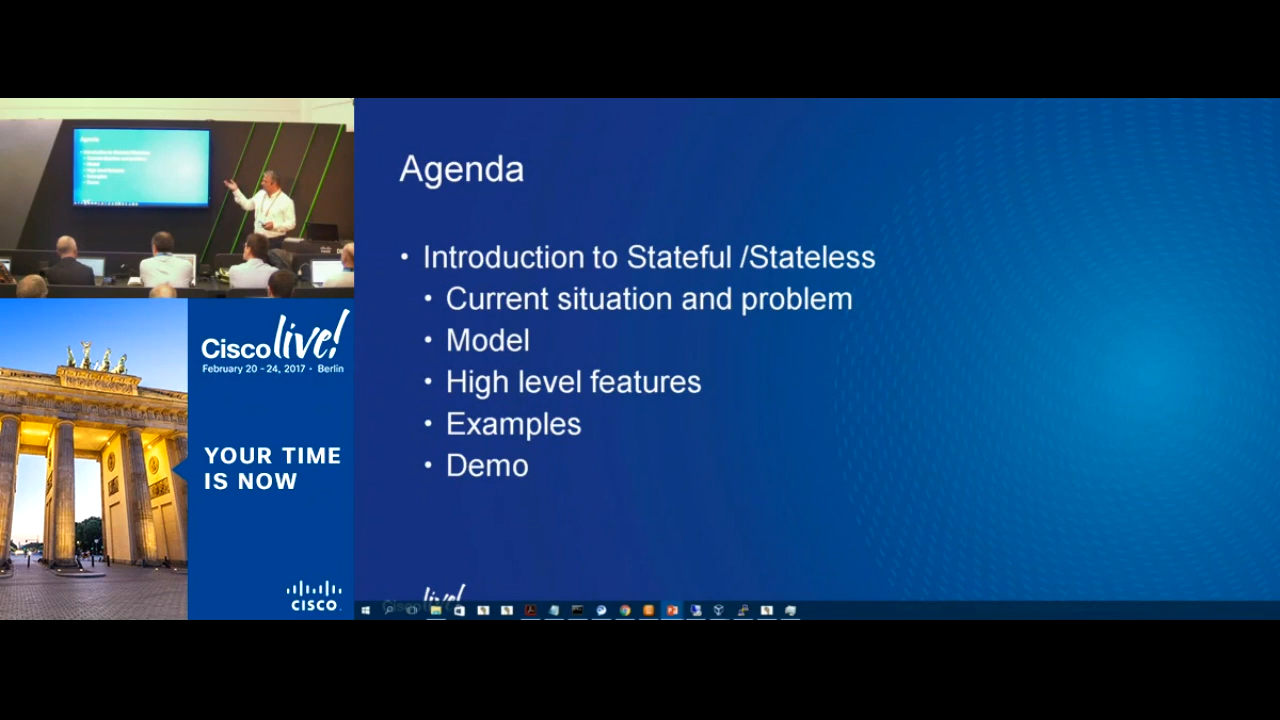 Agenda
• Introduction to Stateful /Stateless
• Current situation and problem
• Model
• High level features
• Examples
• Demo
live!
Cisco live!
February 20 - 24, 2017 • Berlin
YOUR TIME
IS NOW
CISCO